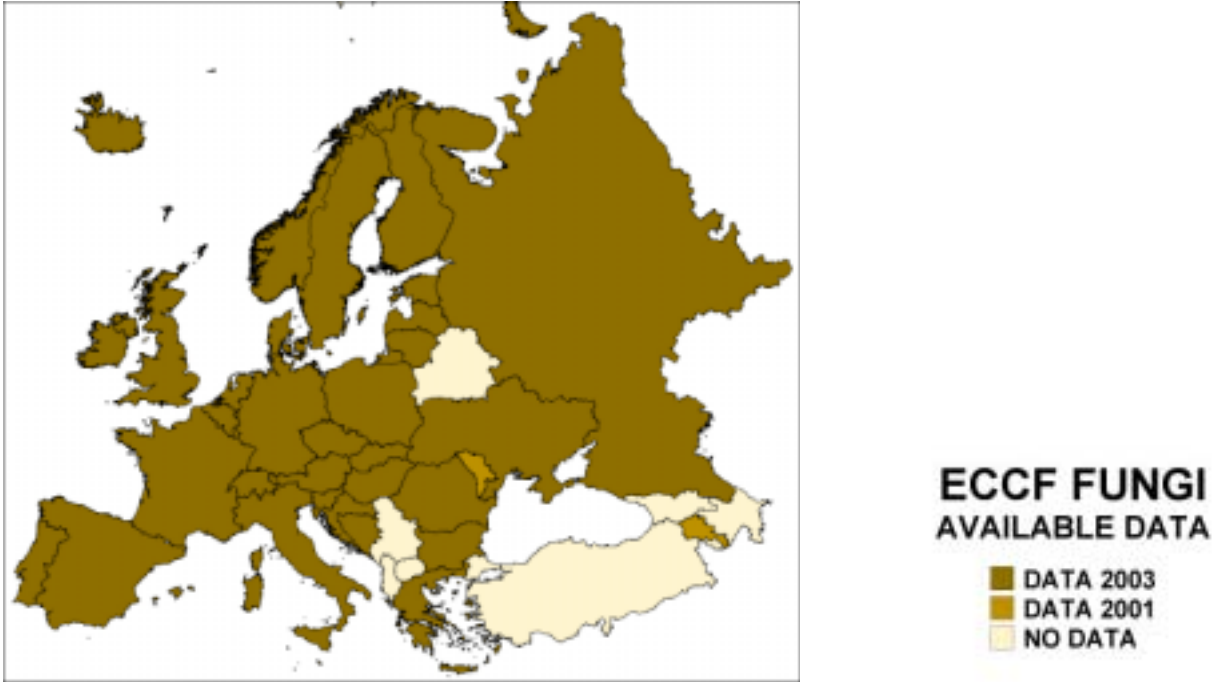 ECCF FUNGI
AVAILABLE DATA
DATA 2003
DATA 2001
NO DATA